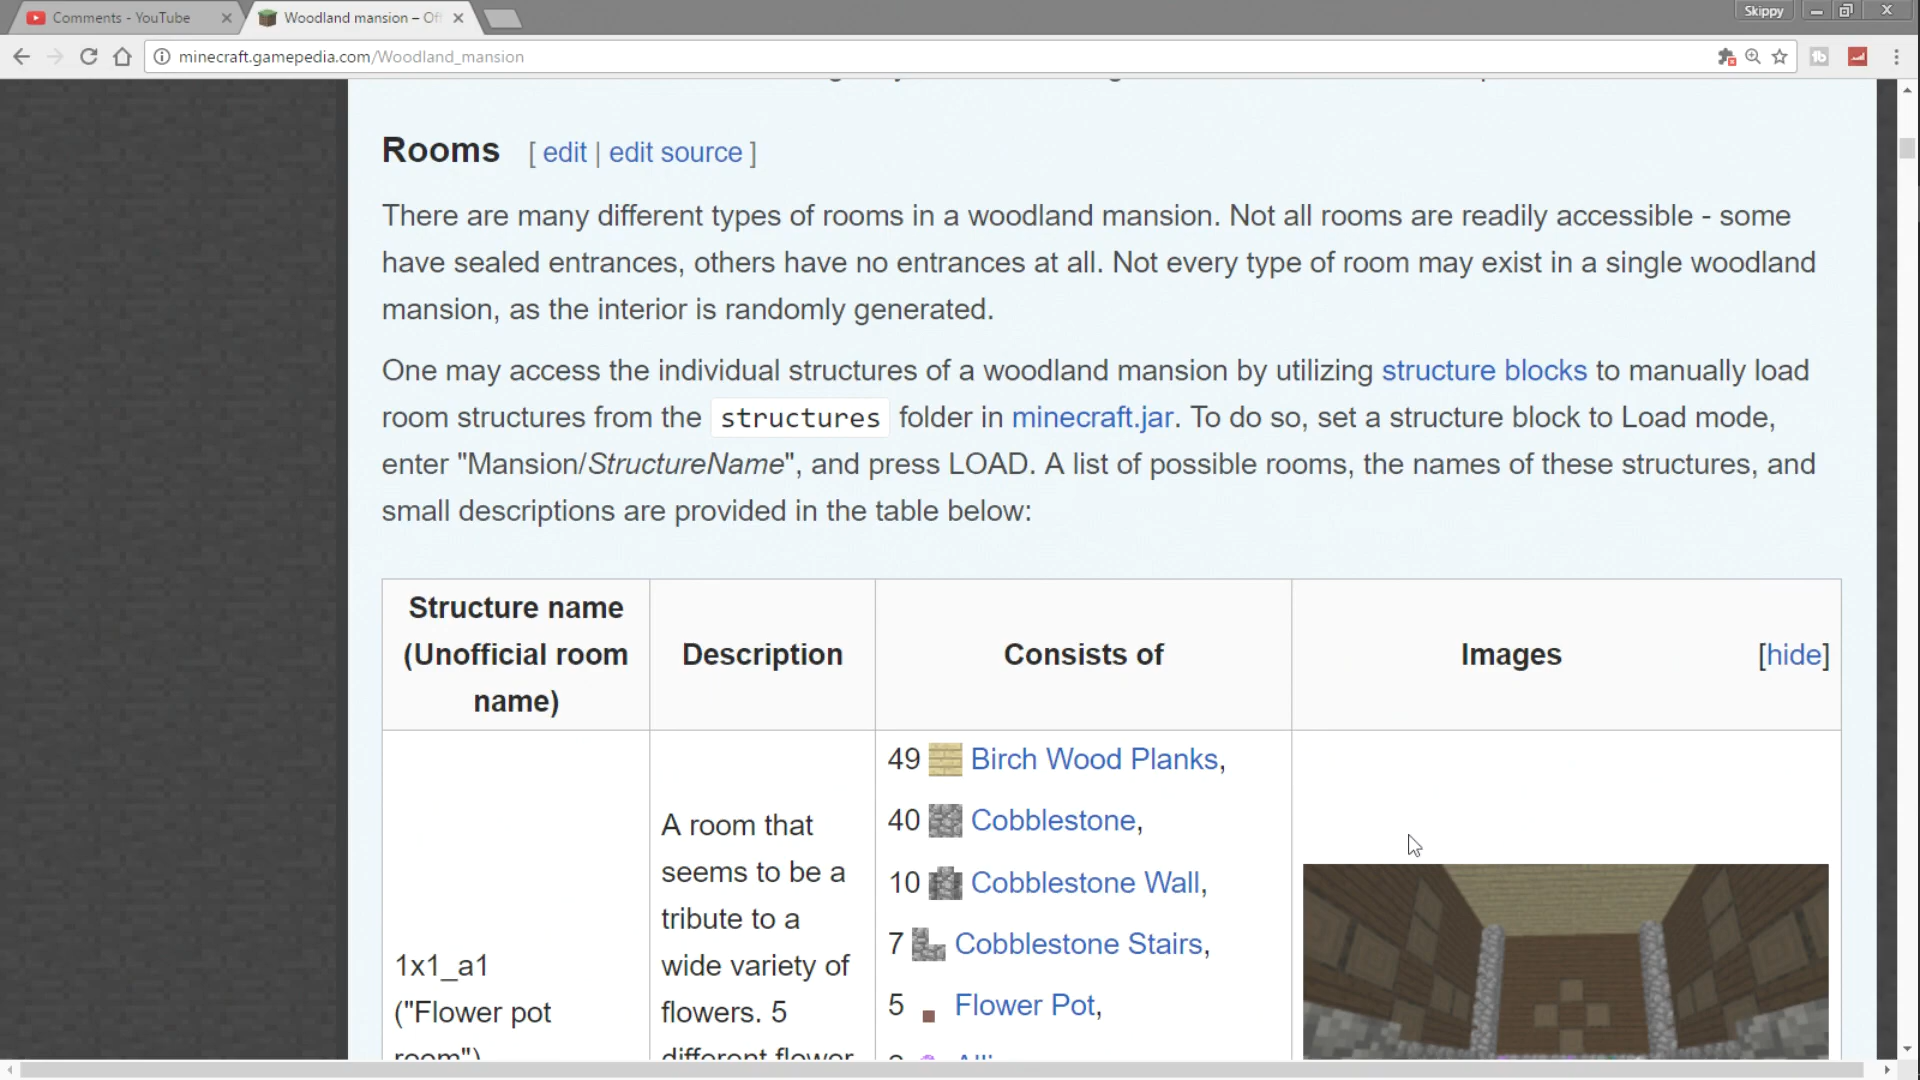 Comments - YouTube
Woodland mansion – Of
Skippy
minecraft.gamepedia.com/Woodland_mansion
Rooms [ edit | edit source ]
There are many different types of rooms in a woodland mansion. Not all rooms are readily accessible - some
have sealed entrances, others have no entrances at all. Not every type of room may exist in a single woodland
mansion, as the interior is randomly generated.
One may access the individual structures of a woodland mansion by utilizing structure blocks to manually load
room structures from the structures folder in minecraft.jar. To do so, set a structure block to Load mode,
enter "Mansion/StructureName", and press LOAD. A list of possible rooms, the names of these structures, and
small descriptions are provided in the table below:
Structure name
(Unofficial room
name)
Description
Consists of
Images
[hide]
1x1_a1
("Flower pot
room")
A room that
seems to be a
tribute to a
wide variety of
flowers. 5
different flower
49 Birch Wood Planks,
40 Cobblestone,
10 Cobblestone Wall,
7 Cobblestone Stairs,
5 Flower Pot,